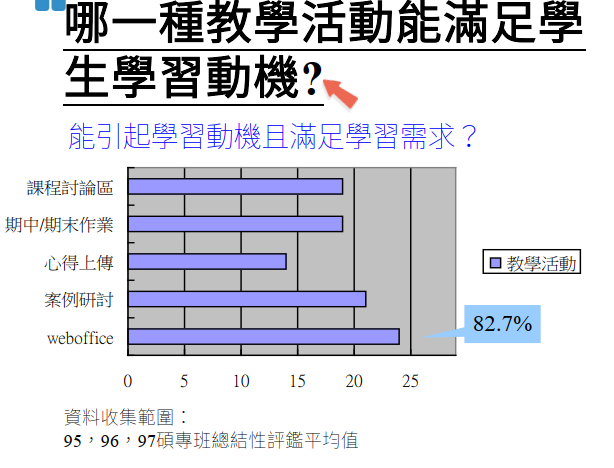 哪一種教學活動能滿足學
生學習動機?
能引起學習動機且滿足學習需求？
課程討論區
期中/期末作業
心得上傳
案例研討
weboffice
教學活動
82.7%
0 5 10 15 20 25
資料收集範圍：
95，96，97碩專班總結性評鑑平均值